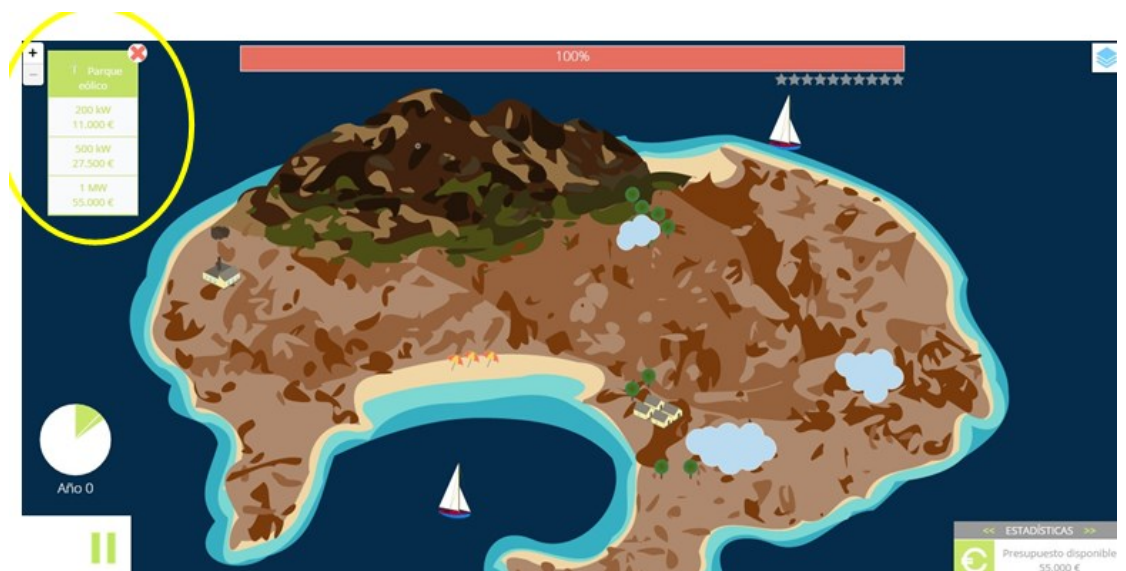 +
−
Parque
eólico
200 kW
11.000 €
500 kW
27.500 €
1 MW
55.000 €
100%
Año 0
<< ESTADÍSTICAS >>
€
Presupuesto disponible
55.000 €